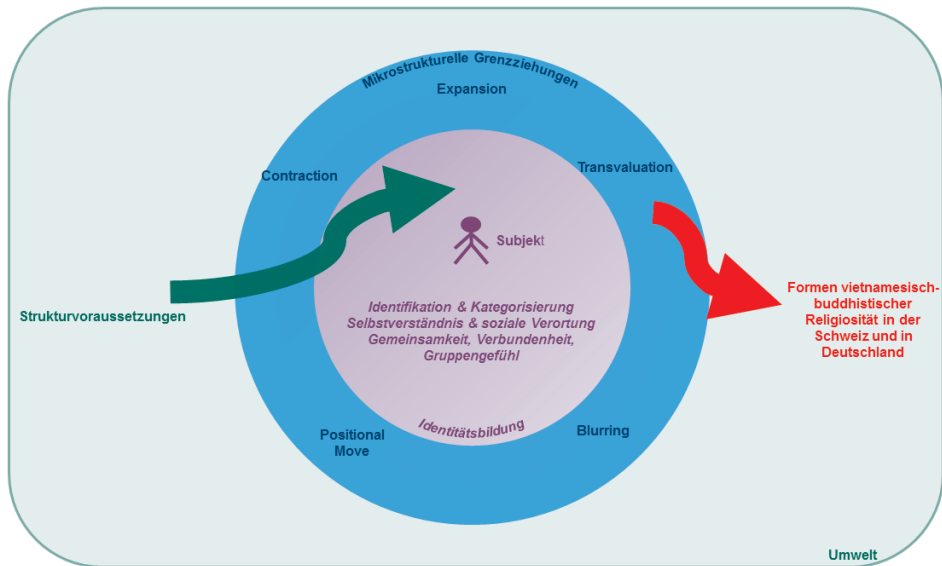 Mikrostrukturelle Grenzziehungen
Expansion
Contraction
Transvaluation
Subjekt
Strukturvoraussetzungen
Formen vietnamesisch-
buddhistischer
Religiosität in der
Schweiz und in
Deutschland
Identifikation & Kategorisierung
Selbstverständnis & soziale Verortung
Gemeinsamkeit, Verbundenheit,
Gruppengefühl
Identitätsbildung
Positional
Move
Blurring
Umwelt